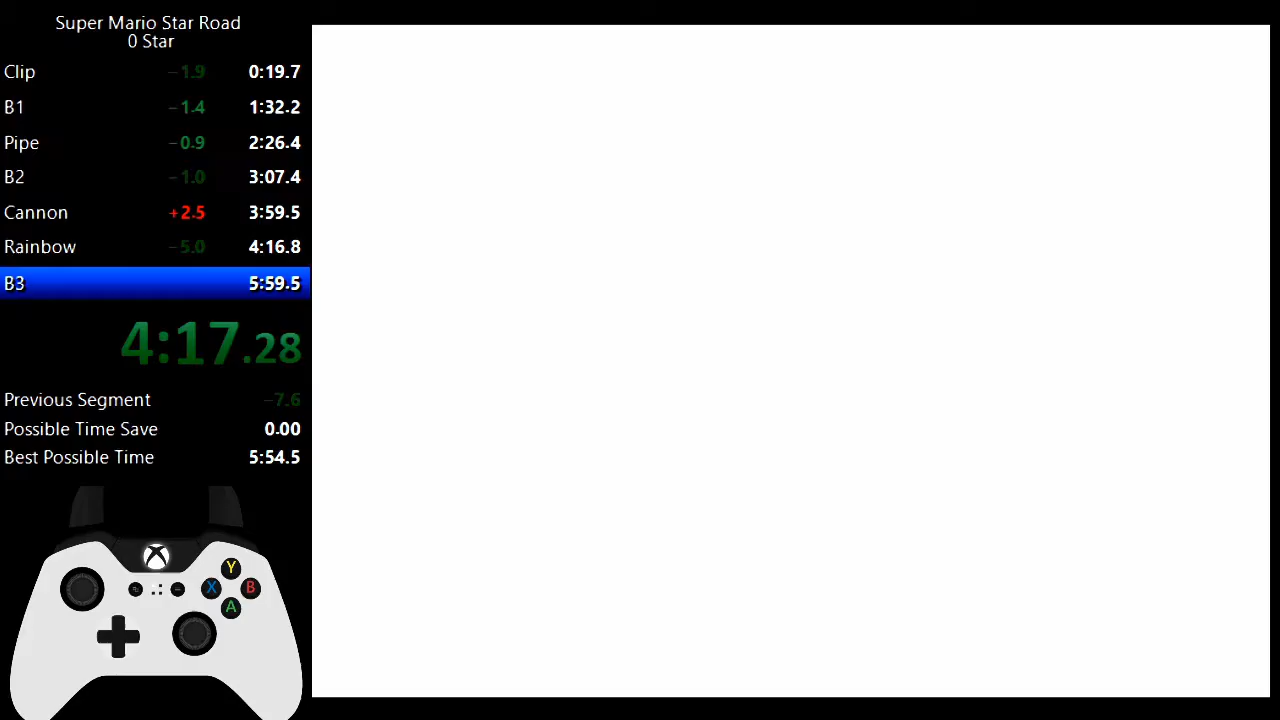 Super Mario Star Road
0 Star
Clip -1.9 0:19.7
B1 -1.4 1:32.2
Pipe -0.9 2:26.4
B2 -1.0 3:07.4
Cannon +2.5 3:59.5
Rainbow -5.0 4:16.8
B3 5:59.5
4:17.28
Previous Segment -7.6
Possible Time Save 0.00
Best Possible Time 5:54.5
Y
X B
A